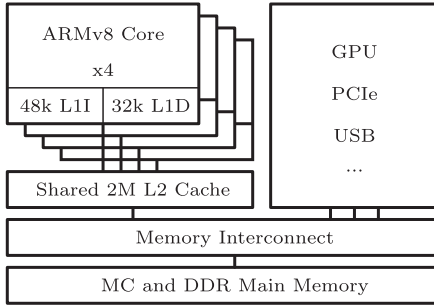 ARMv8 Core
x4
48k L1I 32k L1D
Shared 2M L2 Cache
GPU
PCIe
USB
...
Memory Interconnect
MC and DDR Main Memory